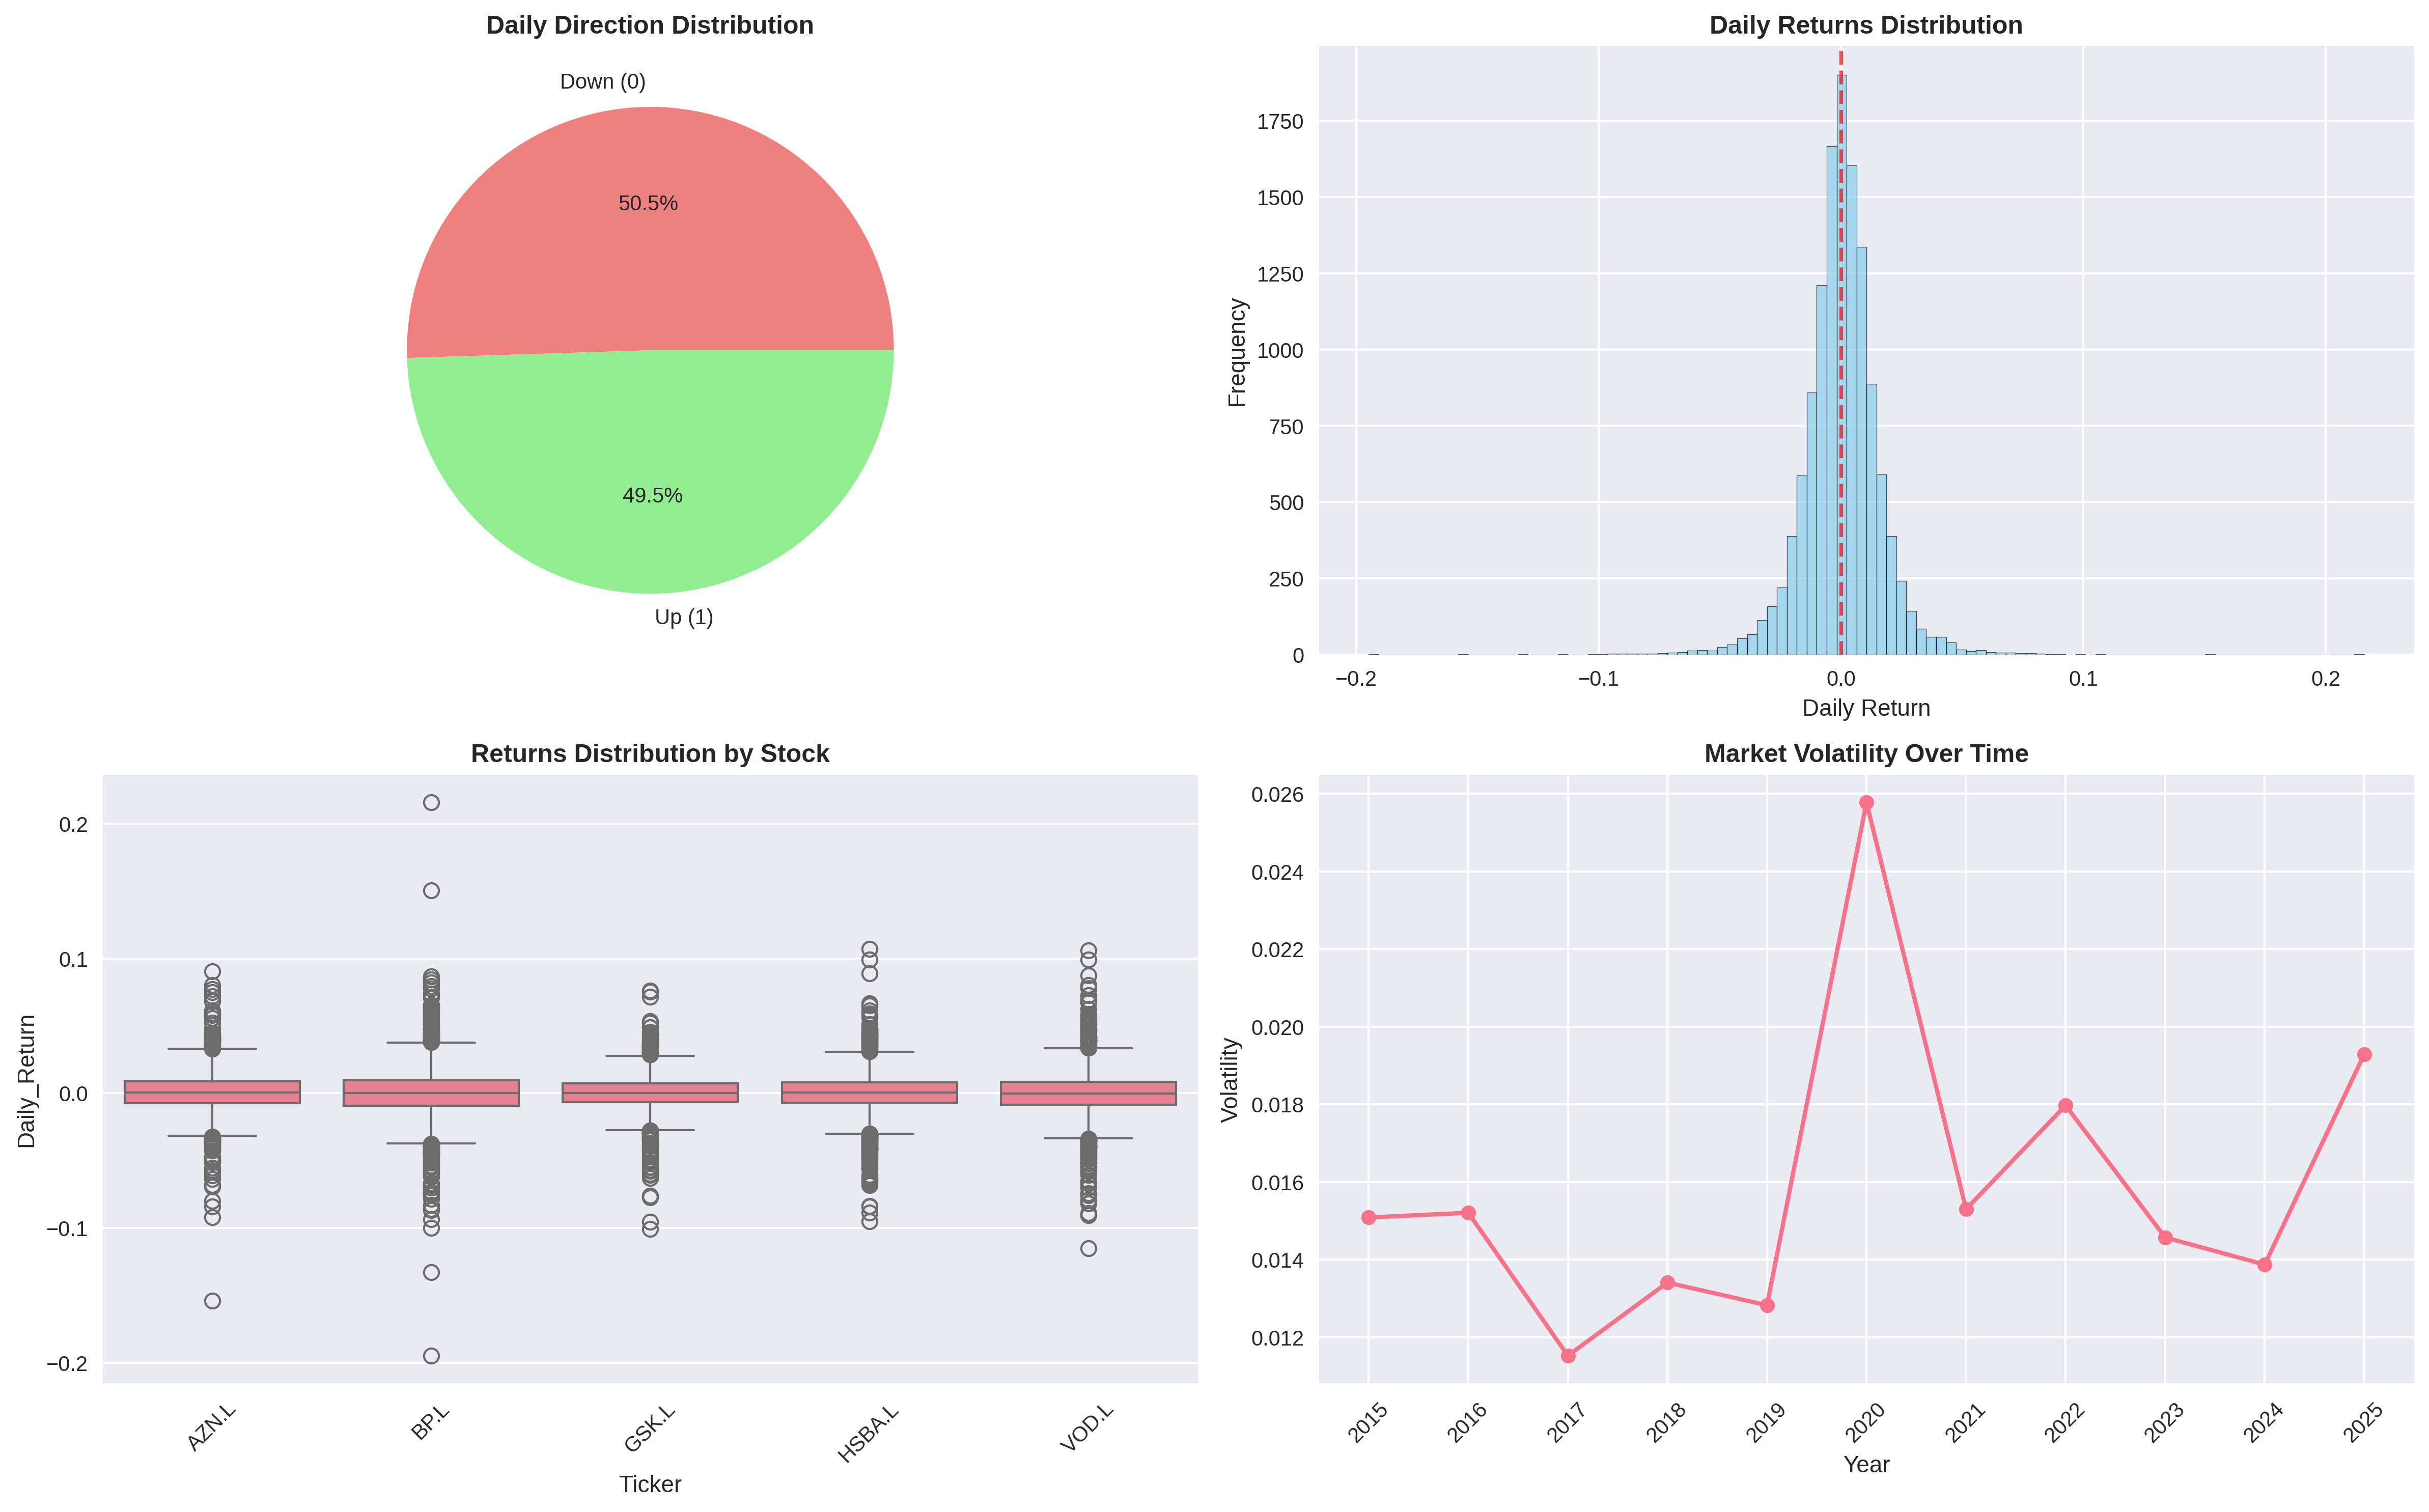 Daily Direction Distribution
Down (0)
50.5%
49.5%
Up (1)
Daily Returns Distribution
Frequency
1750
1500
1250
1000
750
500
250
0
−0.2
−0.1
0.0
0.1
0.2
Daily Return
Returns Distribution by Stock
Daily_Return
0.2
0.1
0.0
−0.1
−0.2
AZN.L
BP.L
GSK.L
HSBA.L
VOD.L
Ticker
Market Volatility Over Time
Volatility
0.026
0.024
0.022
0.020
0.018
0.016
0.014
0.012
2015
2016
2017
2018
2019
2020
2021
2022
2023
2024
2025
Year